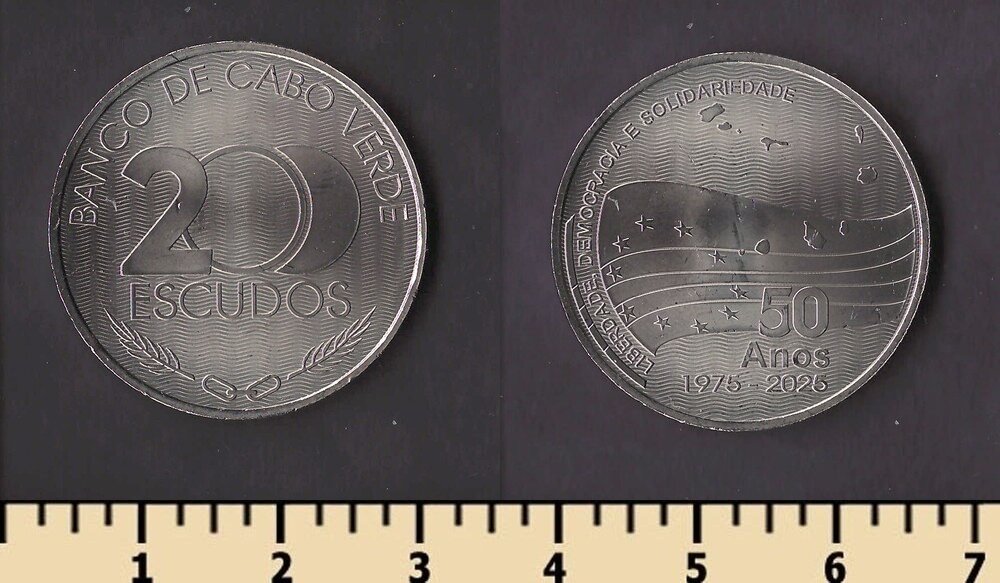 BANCO DE CABO VERDE
200
ESCUDOS
LIBERDADE, DEMOCRACIA E SOLIDARIEDADE
50
Anos
1975 - 2025
1 2 3 4 5 6 7